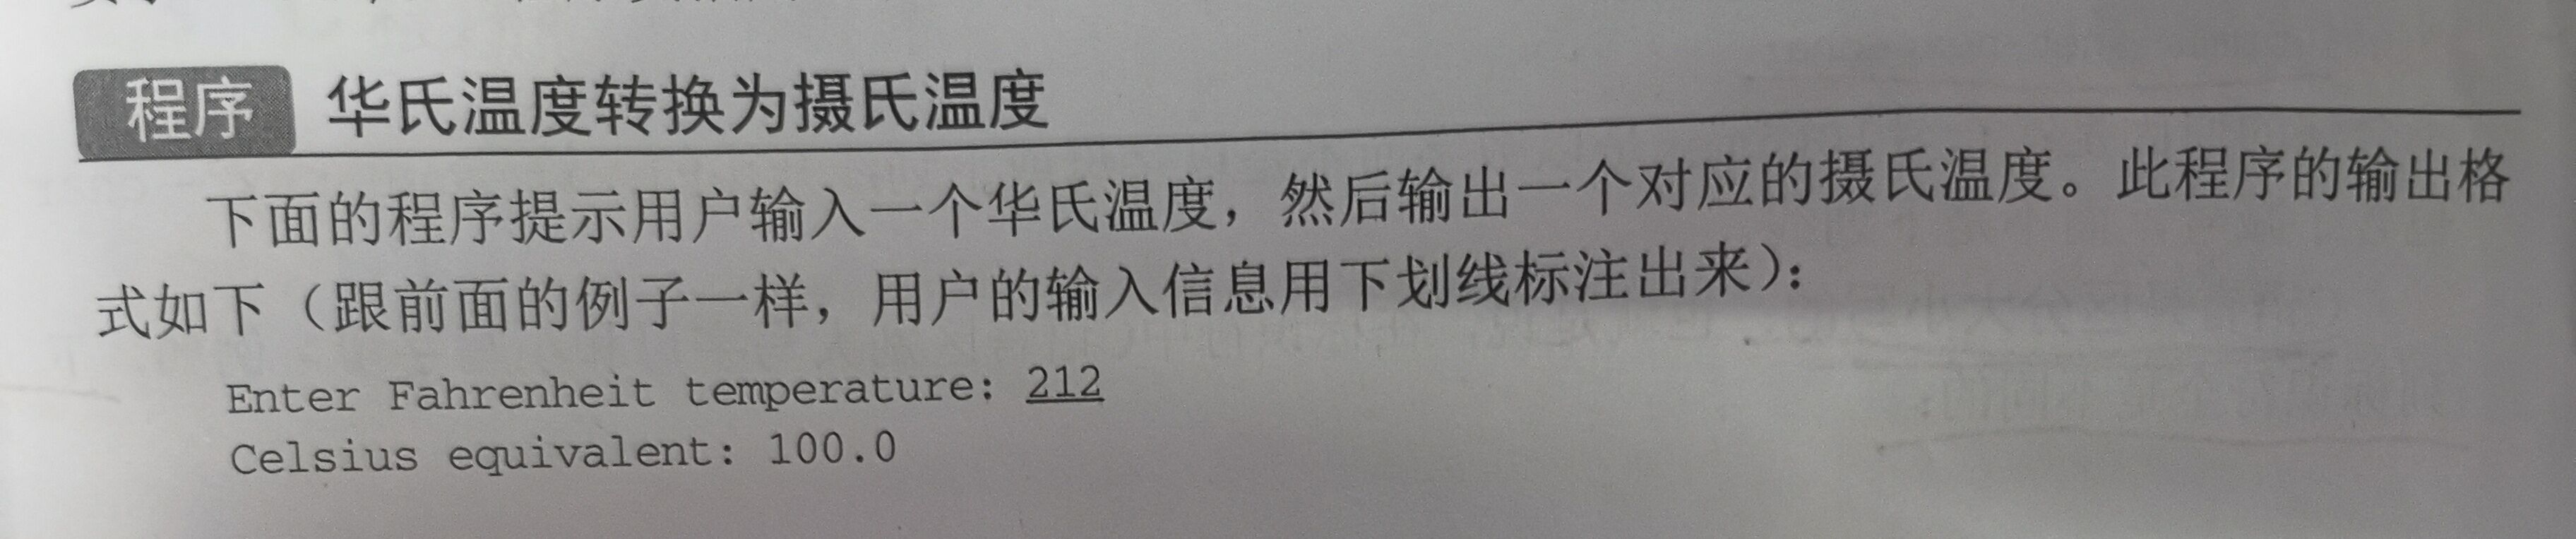 程序 华氏温度转换为摄氏温度
下面的程序提示用户输入一个华氏温度，然后输出一个对应的摄氏温度。此程序的输出格
式如下（跟前面的例子一样，用户的输入信息用下划线标注出来）：
Enter Fahrenheit temperature: 212
Celsius equivalent: 100.0